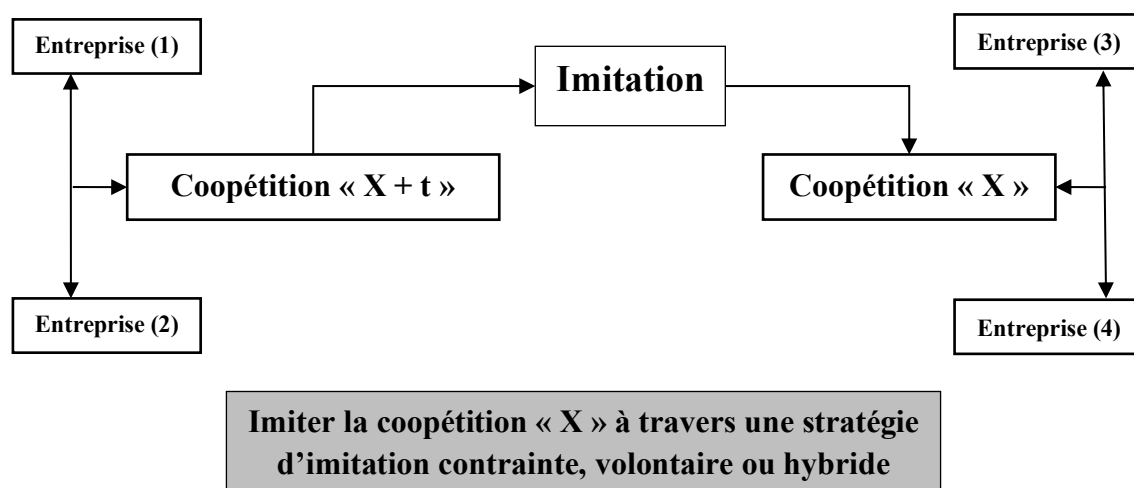 Entreprise (1)
Entreprise (3)
Imitation
Coopétition « X + t »
Coopétition « X »
Entreprise (2)
Entreprise (4)
Imiter la coopétition « X » à travers une stratégie
d’imitation contrainte, volontaire ou hybride